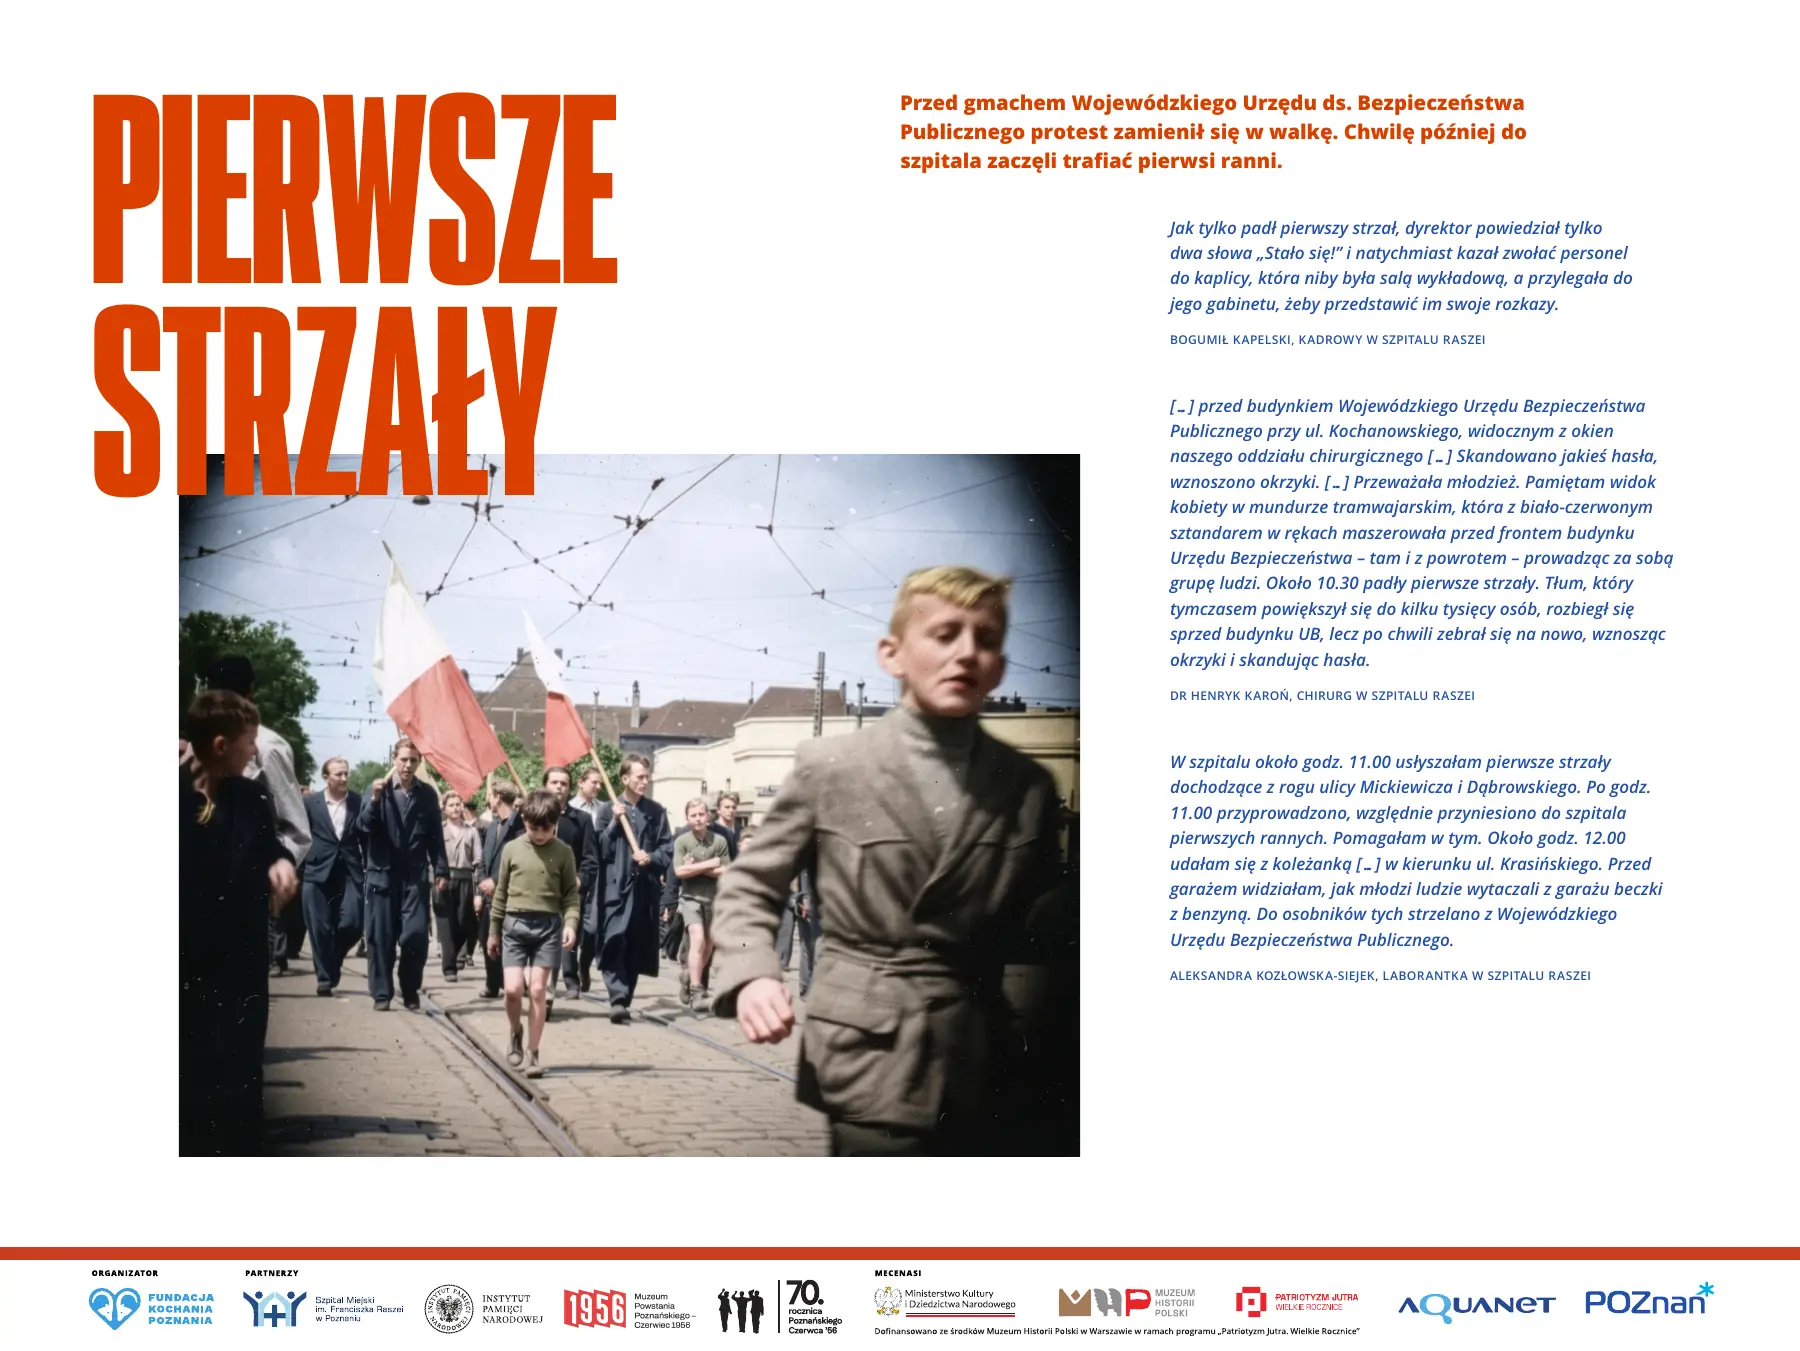 PIERWSZE
STRZAŁY
Przed gmachem Wojewódzkiego Urzędu ds. Bezpieczeństwa
Publicznego protest zamienił się w walkę. Chwilę później do
szpitala zaczęli trafiać pierwsi ranni.
Jak tylko padł pierwszy strzał, dyrektor powiedział tylko
dwa słowa „Stało się!” i natychmiast kazał zwołać personel
do kaplicy, która niby była salą wykładową, a przylegała do
jego gabinetu, żeby przedstawić im swoje rozkazy.
BOGUMIŁ KAPELSKI, KADROWY W SZPITALU RASZEI
[...] przed budynkiem Wojewódzkiego Urzędu Bezpieczeństwa
Publicznego przy ul. Kochanowskiego, widocznym z okien
naszego oddziału chirurgicznego [...] Skandowano jakieś hasła,
wznoszono okrzyki. [...] Przeważała młodzież. Pamiętam widok
kobiety w mundurze tramwajarskim, która z biało-czerwonym
sztandarem w rękach maszerowała przed frontem budynku
Urzędu Bezpieczeństwa – tam i z powrotem – prowadząc za sobą
grupę ludzi. Około 10.30 padły pierwsze strzały. Tłum, który
tymczasem powiększył się do kilku tysięcy osób, rozbiegł się
sprzed budynku UB, lecz po chwili zebrał się na nowo, wznosząc
okrzyki i skandując hasła.
DR HENRYK KAROŃ, CHIRURG W SZPITALU RASZEI
W szpitalu około godz. 11.00 usłyszałam pierwsze strzały
dochodzące z rogu ulicy Mickiewicza i Dąbrowskiego. Po godz.
11.00 przyprowadzono, względnie przyniesiono do szpitala
pierwszych rannych. Pomagałam w tym. Około godz. 12.00
udałam się z koleżanką [...] w kierunku ul. Krasińskiego. Przed
garażem widziałam, jak młodzi ludzie wytaczali z garażu beczki
z benzyną. Do osobników tych strzelano z Wojewódzkiego
Urzędu Bezpieczeństwa Publicznego.
ALEKSANDRA KOZŁOWSKA-SIEJEK, LABORANTKA W SZPITALU RASZEI
ORGANIZATOR
FUNDACJA
KOCHANIA
POZNANIA
PARTNERZY
Szpital Miejski
im. Franciszka Raszei
w Poznaniu
INSTYTUT PAMIĘCI NARODOWEJ
INSTYTUT
PAMIĘCI
NARODOWEJ
1956
Muzeum
Powstania
Poznańskiego –
Czerwiec 1956
70.
rocznica
Poznańskiego
Czerwca '56
MECENASI
Ministerstwo Kultury
i Dziedzictwa Narodowego
MHP
MUZEUM
HISTORII
POLSKI
PATRIOTYZM JUTRA
WIELKIE ROCZNICE
AQUANET
POZnan*
Dofinansowano ze środków Muzeum Historii Polski w Warszawie w ramach programu „Patriotyzm Jutra. Wielkie Rocznice”